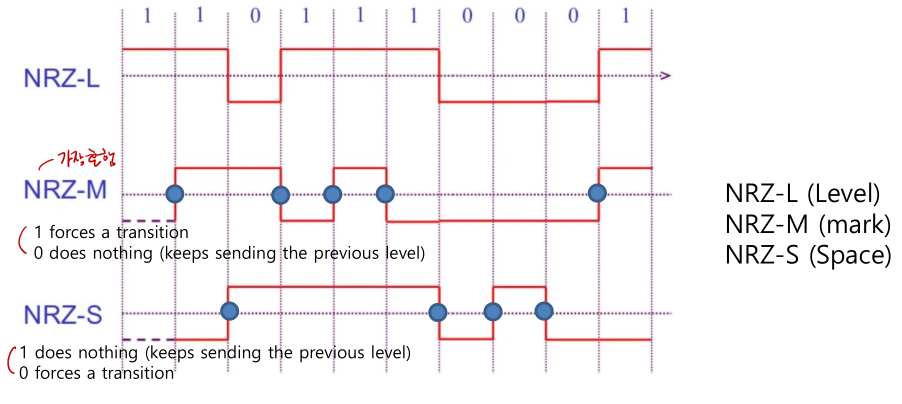 1 1 0 1 1 1 0 0 0 1
NRZ-L
가장흔함
NRZ-M
1 forces a transition
0 does nothing (keeps sending the previous level)
NRZ-S
1 does nothing (keeps sending the previous level)
0 forces a transition
NRZ-L (Level)
NRZ-M (mark)
NRZ-S (Space)